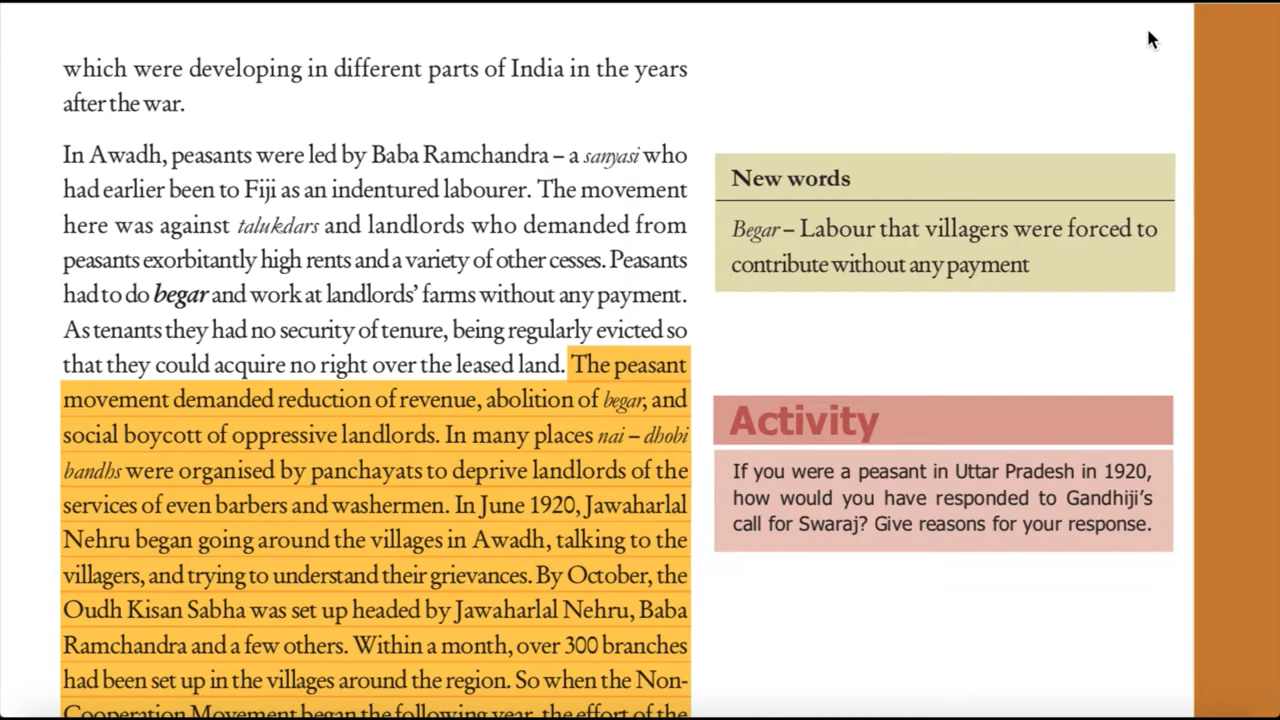 which were developing in different parts of India in the years
after the war.
In Awadh, peasants were led by Baba Ramchandra – a sanyasi who
had earlier been to Fiji as an indentured labourer. The movement
here was against talukdars and landlords who demanded from
peasants exorbitantly high rents and a variety of other cesses. Peasants
had to do begar and work at landlords’ farms without any payment.
As tenants they had no security of tenure, being regularly evicted so
that they could acquire no right over the leased land. The peasant
movement demanded reduction of revenue, abolition of begar, and
social boycott of oppressive landlords. In many places nai – dhobi
bandhs were organised by panchayats to deprive landlords of the
services of even barbers and washermen. In June 1920, Jawaharlal
Nehru began going around the villages in Awadh, talking to the
villagers, and trying to understand their grievances. By October, the
Oudh Kisan Sabha was set up headed by Jawaharlal Nehru, Baba
Ramchandra and a few others. Within a month, over 300 branches
had been set up in the villages around the region. So when the Non-
Cooperation Movement began the following year, the effort of the
New words
Begar – Labour that villagers were forced to
contribute without any payment
Activity
If you were a peasant in Uttar Pradesh in 1920,
how would you have responded to Gandhiji’s
call for Swaraj? Give reasons for your response.